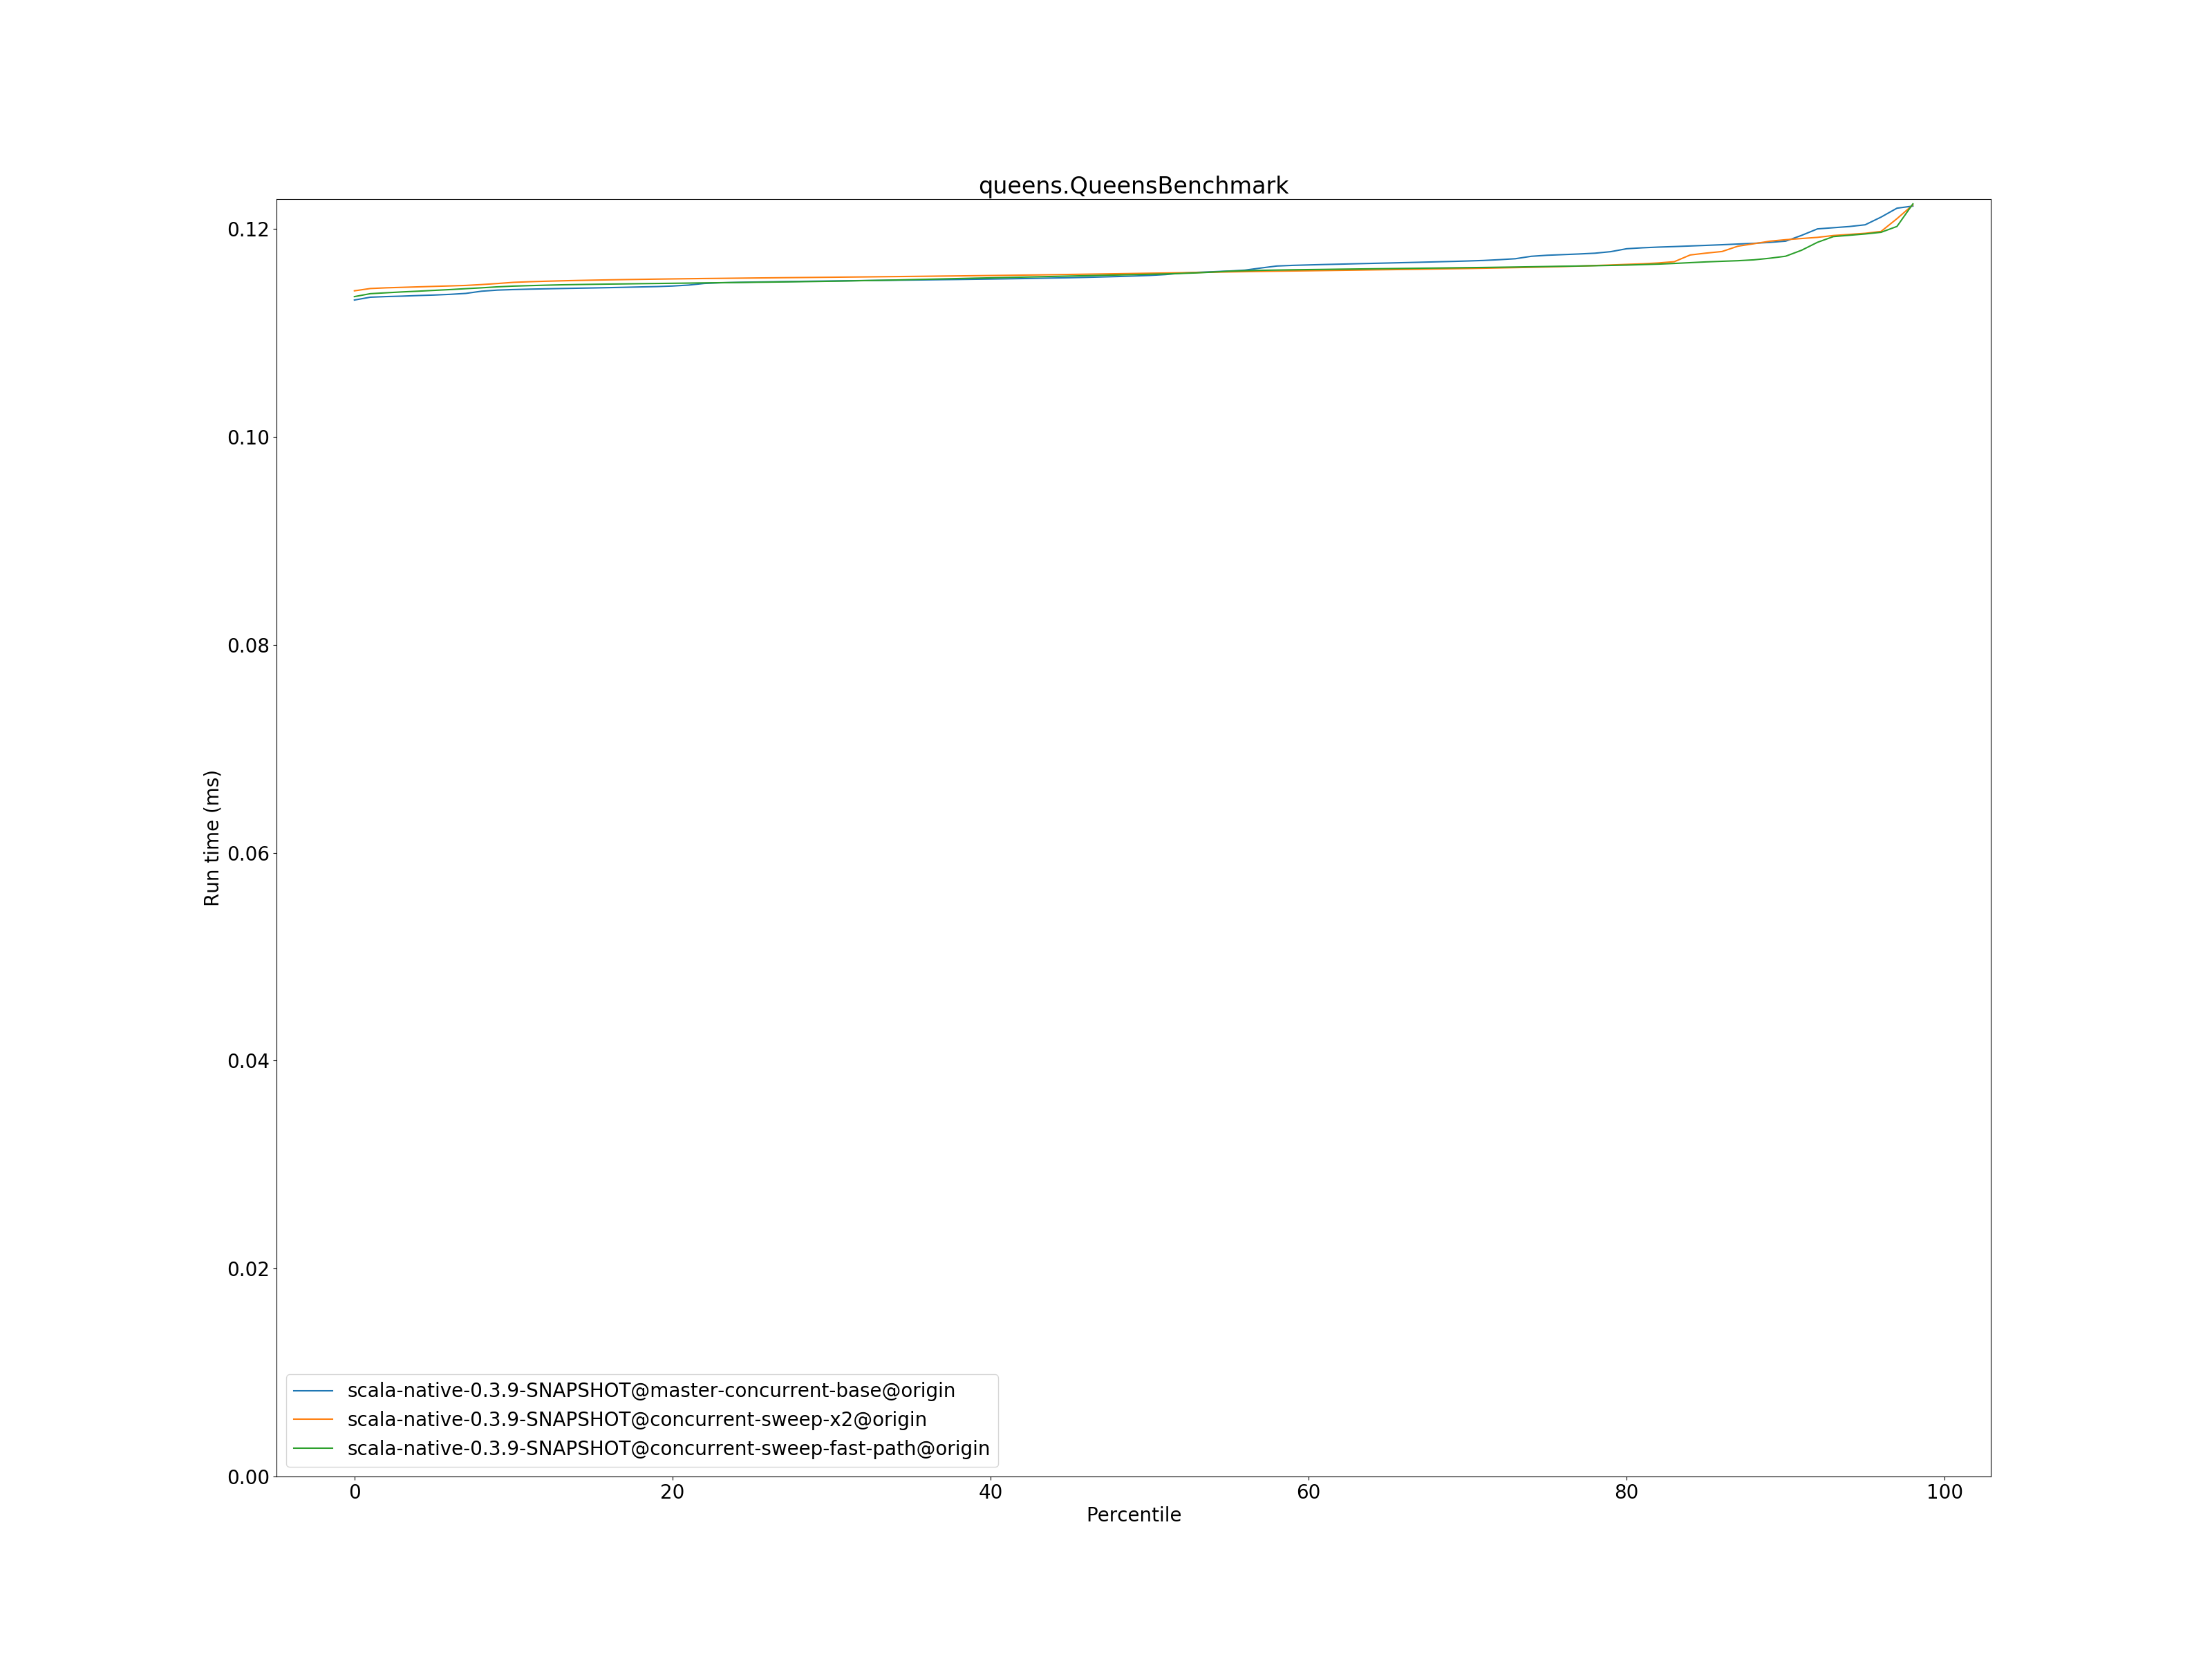 queens.QueensBenchmark
0.12
0.10
0.08
0.06
0.04
0.02
0.00
Run time (ms)
scala-native-0.3.9-SNAPSHOT@master-concurrent-base@origin
scala-native-0.3.9-SNAPSHOT@concurrent-sweep-x2@origin
scala-native-0.3.9-SNAPSHOT@concurrent-sweep-fast-path@origin
0 20 40 60 80 100
Percentile